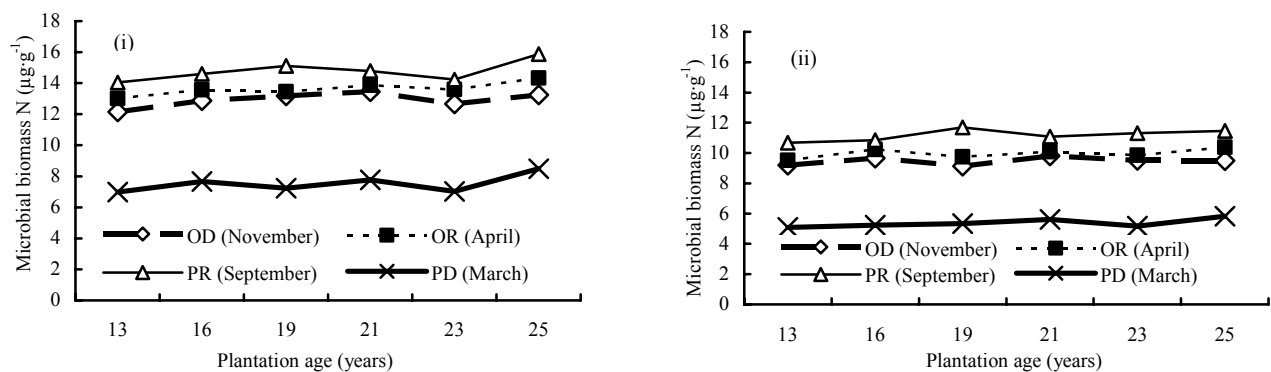 (i)
Microbial biomass N (µg·g-1)
18
16
14
12
10
8
6
4
2
0
OD (November)
OR (April)
PR (September)
PD (March)
13 16 19 21 23 25
Plantation age (years)
(ii)
Microbial biomass N (µg·g-1)
18
16
14
12
10
8
6
4
2
0
OD (November)
OR (April)
PR (September)
PD (March)
13 16 19 21 23 25
Plantation age (years)